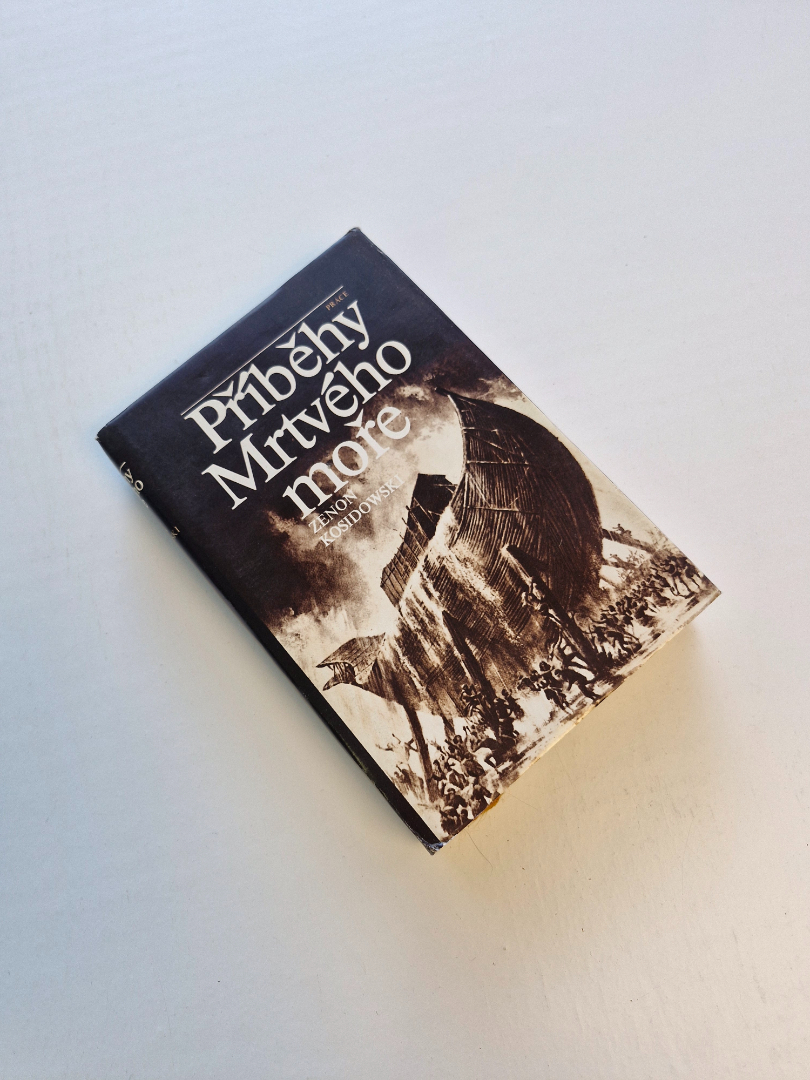 PRÁCE
Příběhy
Mrtvého
moře
ZENON
KOSIDOWSKI